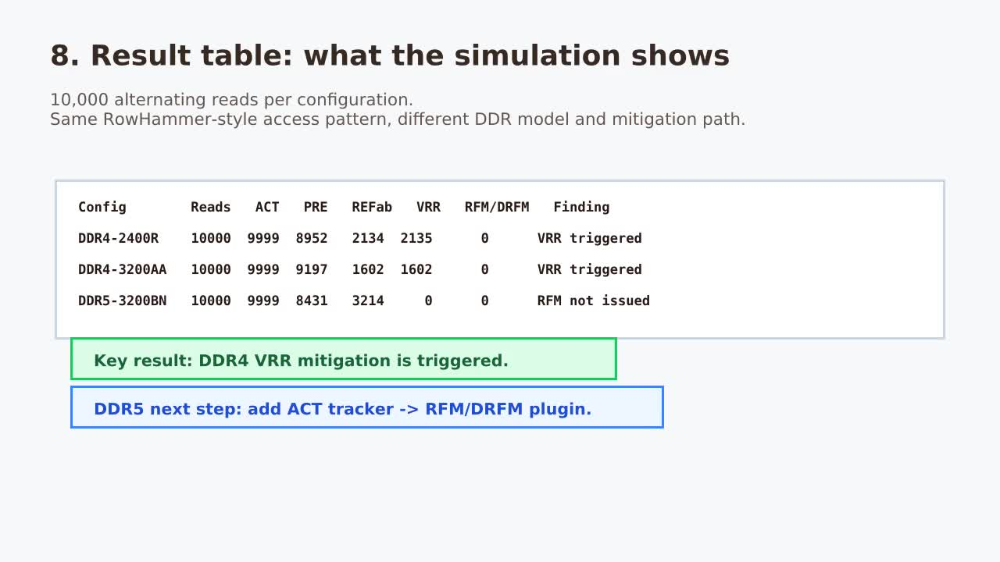 8. Result table: what the simulation shows
10,000 alternating reads per configuration.
Same RowHammer-style access pattern, different DDR model and mitigation path.
Config Reads ACT PRE REFab VRR RFM/DRFM Finding
DDR4-2400R 10000 9999 8952 2134 2135 0 VRR triggered
DDR4-3200AA 10000 9999 9197 1602 1602 0 VRR triggered
DDR5-3200BN 10000 9999 8431 3214 0 0 RFM not issued
Key result: DDR4 VRR mitigation is triggered.
DDR5 next step: add ACT tracker -> RFM/DRFM plugin.